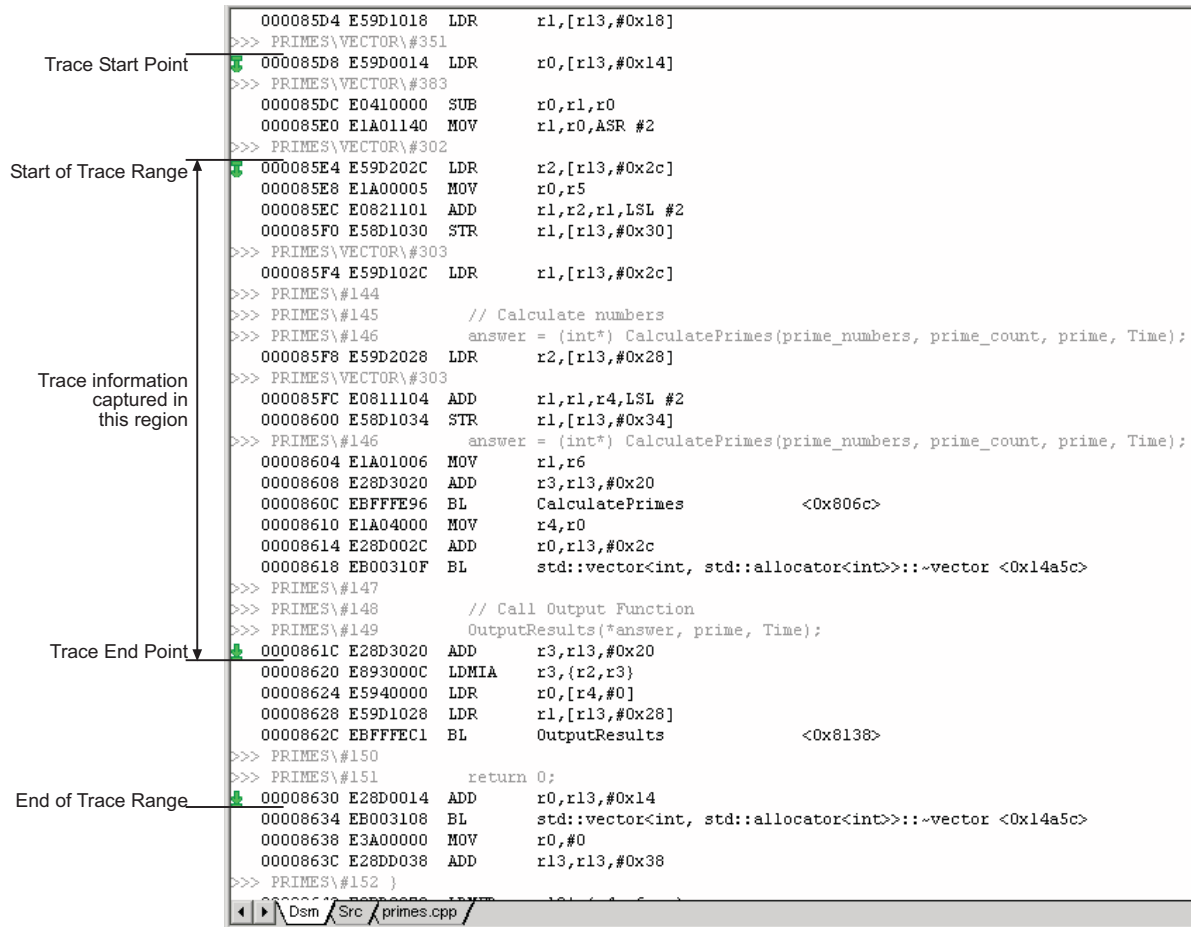 000085D4 E59D1018 LDR r1,[r13,#0x18]
>>> PRIMES\VECTOR\#351
Trace Start Point
000085D8 E59D0014 LDR r0,[r13,#0x14]
>>> PRIMES\VECTOR\#383
000085DC E0410000 SUB r0,r1,r0
000085E0 E1A01140 MOV r1,r0,ASR #2
>>> PRIMES\VECTOR\#302
Start of Trace Range
000085E4 E59D202C LDR r2,[r13,#0x2c]
000085E8 E1A00005 MOV r0,r5
000085EC E0821101 ADD r1,r2,r1,LSL #2
000085F0 E58D1030 STR r1,[r13,#0x30]
>>> PRIMES\VECTOR\#303
000085F4 E59D102C LDR r1,[r13,#0x2c]
>>> PRIMES\#144
>>> PRIMES\#145 // Calculate numbers
>>> PRIMES\#146 answer = (int*) CalculatePrimes(prime_numbers, prime_count, prime, Time);
000085F8 E59D2028 LDR r2,[r13,#0x28]
>>> PRIMES\VECTOR\#303
Trace information
captured in
this region
000085FC E0811104 ADD r1,r1,r4,LSL #2
00008600 E58D1034 STR r1,[r13,#0x34]
>>> PRIMES\#146 answer = (int*) CalculatePrimes(prime_numbers, prime_count, prime, Time);
00008604 E1A01006 MOV r1,r6
00008608 E28D3020 ADD r3,r13,#0x20
0000860C EBFFFE96 BL CalculatePrimes <0x806c>
00008610 E1A04000 MOV r4,r0
00008614 E28D002C ADD r0,r13,#0x2c
00008618 EB00310F BL std::vector<int, std::allocator<int>>::~vector <0x14a5c>
>>> PRIMES\#147
>>> PRIMES\#148 // Call Output Function
>>> PRIMES\#149 OutputResults(*answer, prime, Time);
Trace End Point
0000861C E28D3020 ADD r3,r13,#0x20
00008620 E893000C LDMIA r3,{r2,r3}
00008624 E5940000 LDR r0,[r4,#0]
00008628 E59D1028 LDR r1,[r13,#0x28]
0000862C EBFFFEC1 BL OutputResults <0x8138>
>>> PRIMES\#150
>>> PRIMES\#151 return 0;
End of Trace Range
00008630 E28D0014 ADD r0,r13,#0x14
00008634 EB003108 BL std::vector<int, std::allocator<int>>::~vector <0x14a5c>
00008638 E3A00000 MOV r0,#0
0000863C E28DD038 ADD r13,r13,#0x38
>>> PRIMES\#152 }
Dsm Src primes.cpp